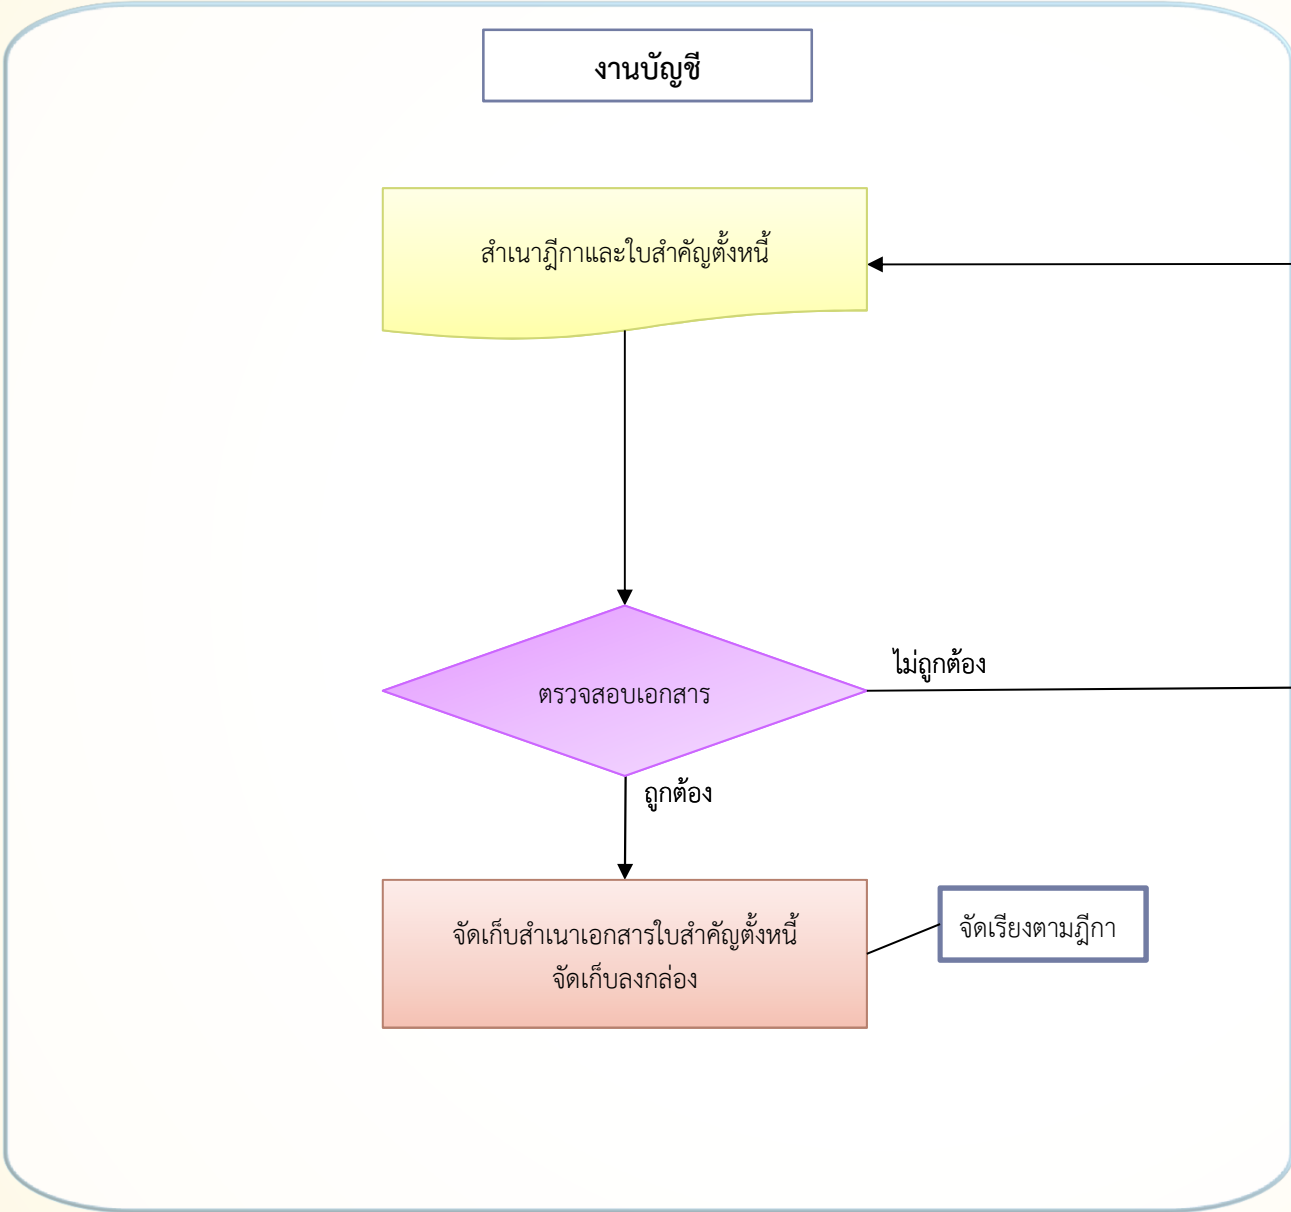 งานบัญชี
สำเนาฎีกาและใบสำคัญตั้งหนี้
ตรวจสอบเอกสาร
ไม่ถูกต้อง
ถูกต้อง
จัดเก็บสำเนาเอกสารใบสำคัญตั้งหนี้
จัดเก็บลงกล่อง
จัดเรียงตามฎีกา